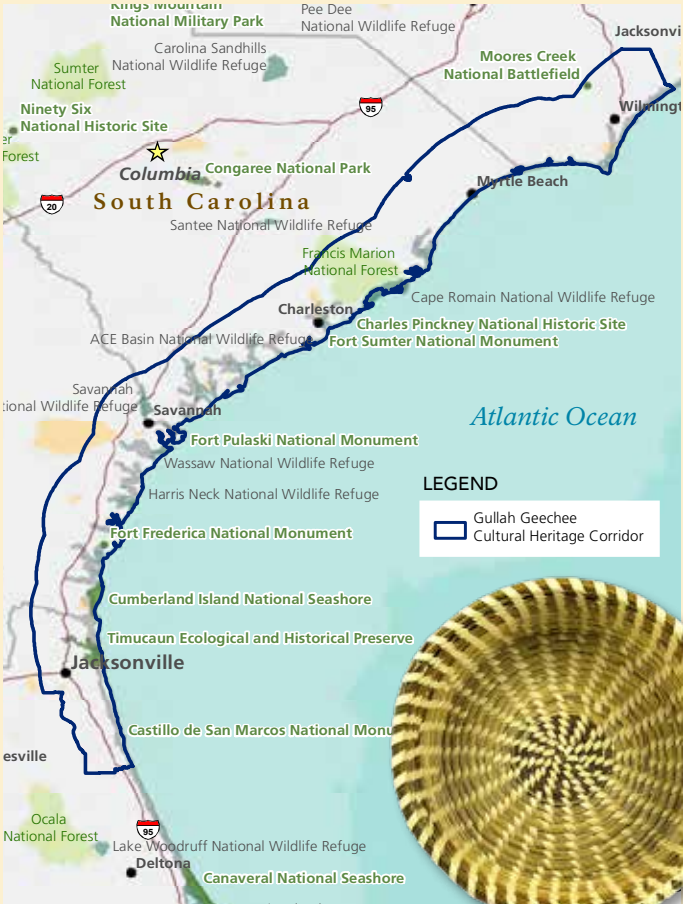 Kings Mountain
National Military Park
Pee Dee
National Wildlife Refuge
Jacksonvi
Carolina Sandhills
National Wildlife Refuge
Moores Creek
National Battlefield
Sumter
National Forest
95
Ninety Six
National Historic Site
Wilmingt
er
Forest
Columbia
Congaree National Park
Myrtle Beach
20
South Carolina
Santee National Wildlife Refuge
Francis Marion
National Forest
Cape Romain National Wildlife Refuge
Charleston
Charles Pinckney National Historic Site
ACE Basin National Wildlife Refuge
Fort Sumter National Monument
Savannah
tional Wildlife Refuge
Savannah
Atlantic Ocean
Fort Pulaski National Monument
Wassaw National Wildlife Refuge
LEGEND
Harris Neck National Wildlife Refuge
Gullah Geechee
Cultural Heritage Corridor
Fort Frederica National Monument
Cumberland Island National Seashore
Timucaun Ecological and Historical Preserve
Jacksonville
Castillo de San Marcos National Monu
esville
Ocala
National Forest
95
Lake Woodruff National Wildlife Refuge
Deltona
Canaveral National Seashore